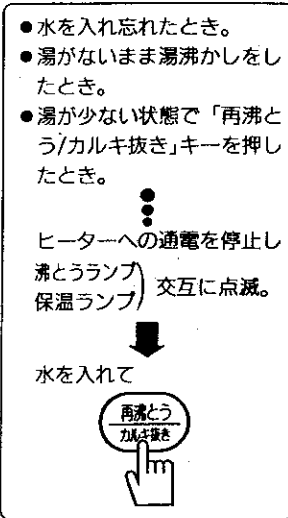 ●水を入れ忘れたとき。
●湯がないまま湯沸かしをし
たとき。
●湯が少ない状態で「再沸と
う/カルキ抜き」キーを押し
たとき。
ヒーターへの通電を停止し
沸とうランプ
保温ランプ) 交互に点滅。
水を入れて
再沸とう
カルキ抜き